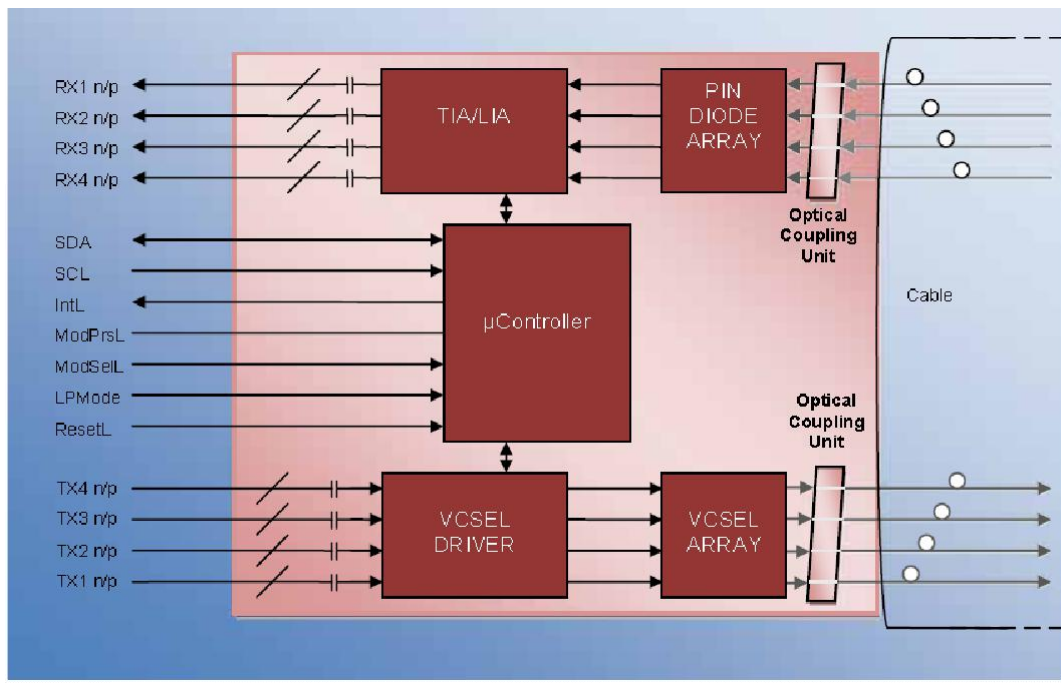 RX1 n/p
RX2 n/p
RX3 n/p
RX4 n/p
TIA/LIA
PIN
DIODE
ARRAY
Optical
Coupling
Unit
SDA
SCL
IntL
ModPrsL
ModSelL
LPMode
ResetL
µController
Cable
Optical
Coupling
Unit
TX4 n/p
TX3 n/p
TX2 n/p
TX1 n/p
VCSEL
DRIVER
VCSEL
ARRAY